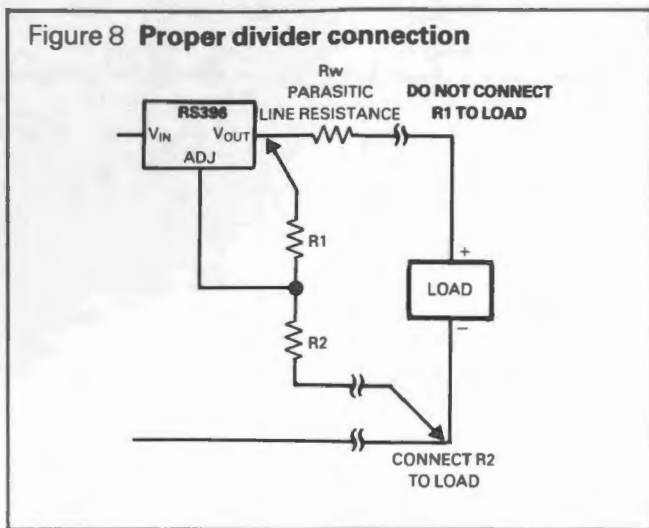 Figure 8 Proper divider connection
Rw
PARASITIC
LINE RESISTANCE
DO NOT CONNECT
R1 TO LOAD
RS396
VIN
VOUT
ADJ
R1
+
LOAD
−
R2
CONNECT R2
TO LOAD